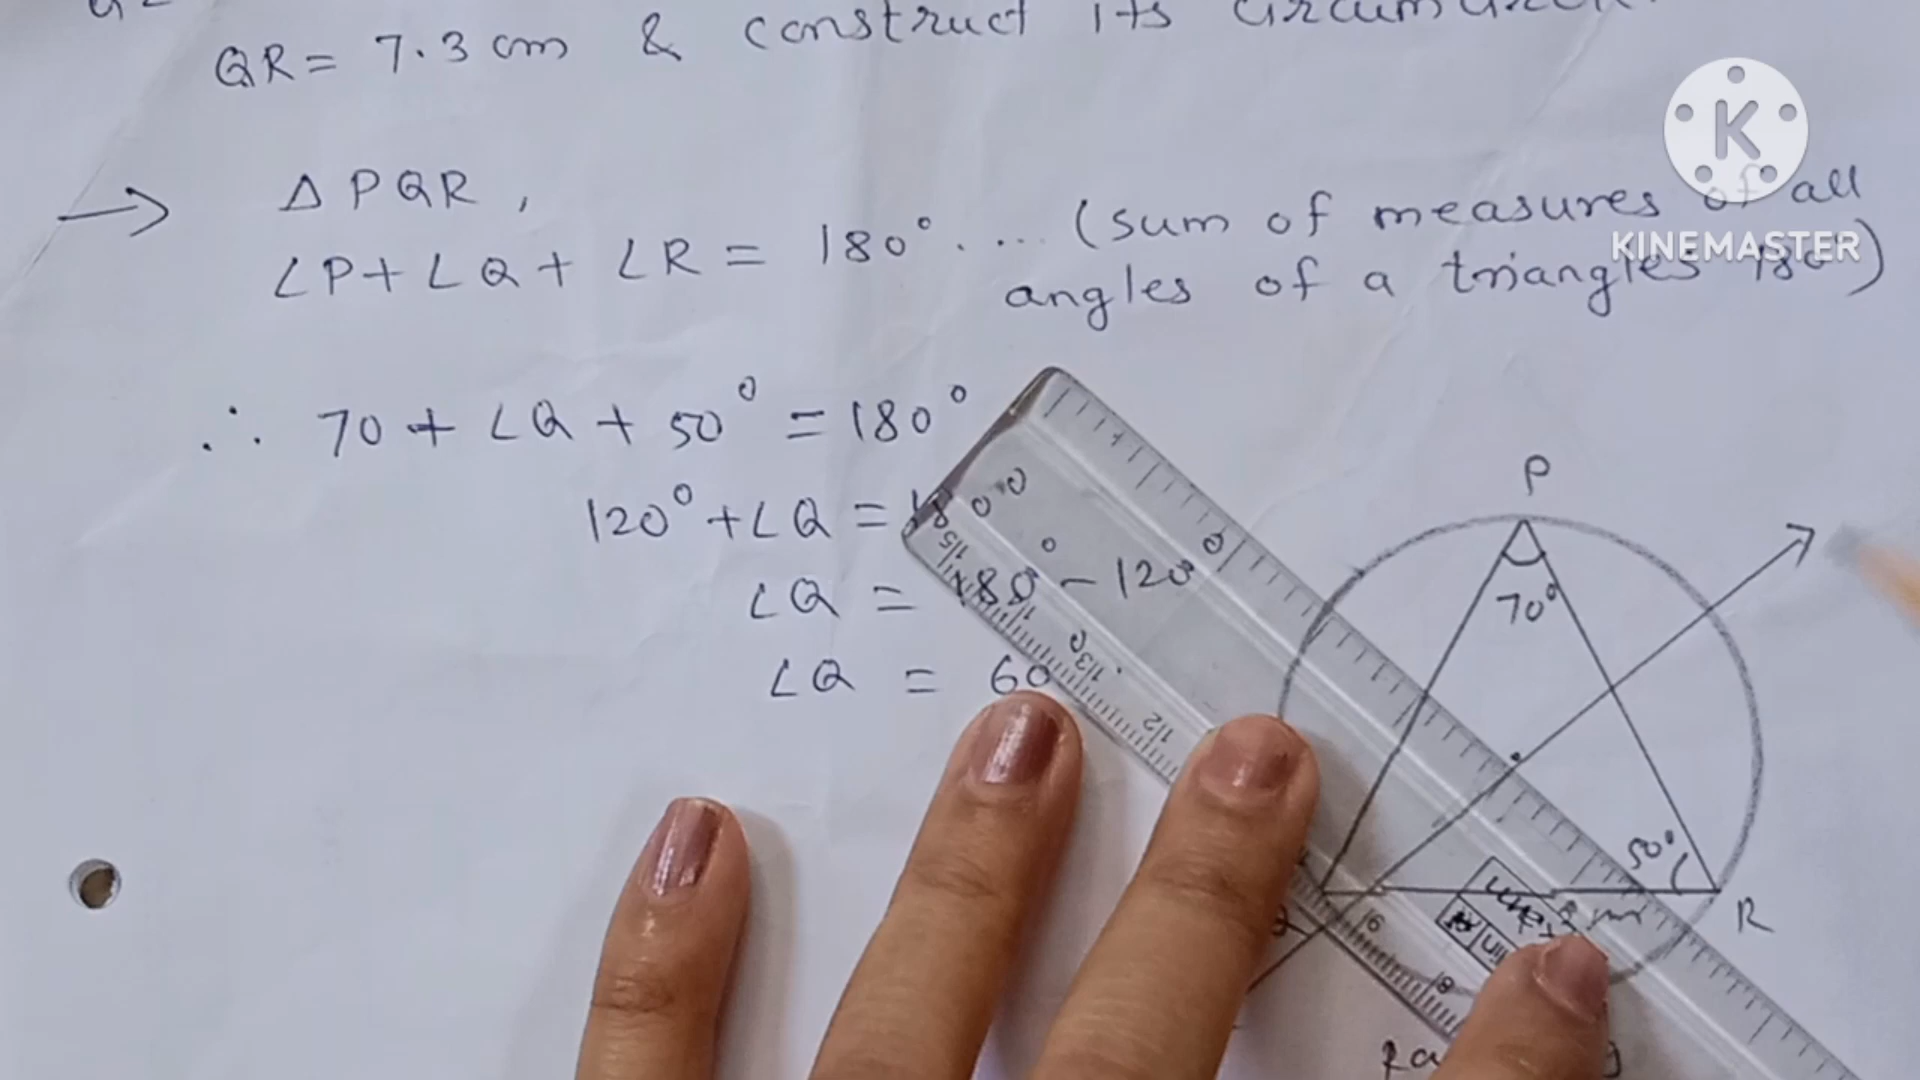 QR = 7.3 cm & construct its
→ Δ PQR,
∠P + ∠Q + ∠R = 180° .... (sum of measures of all
angles of a triangles 180°)
∴ 70 + ∠Q + 50° = 180°
120° + ∠Q = 180°
∠Q = 180° - 120°
∠Q = 60
P
70°
50°
R
K
KINEMASTER